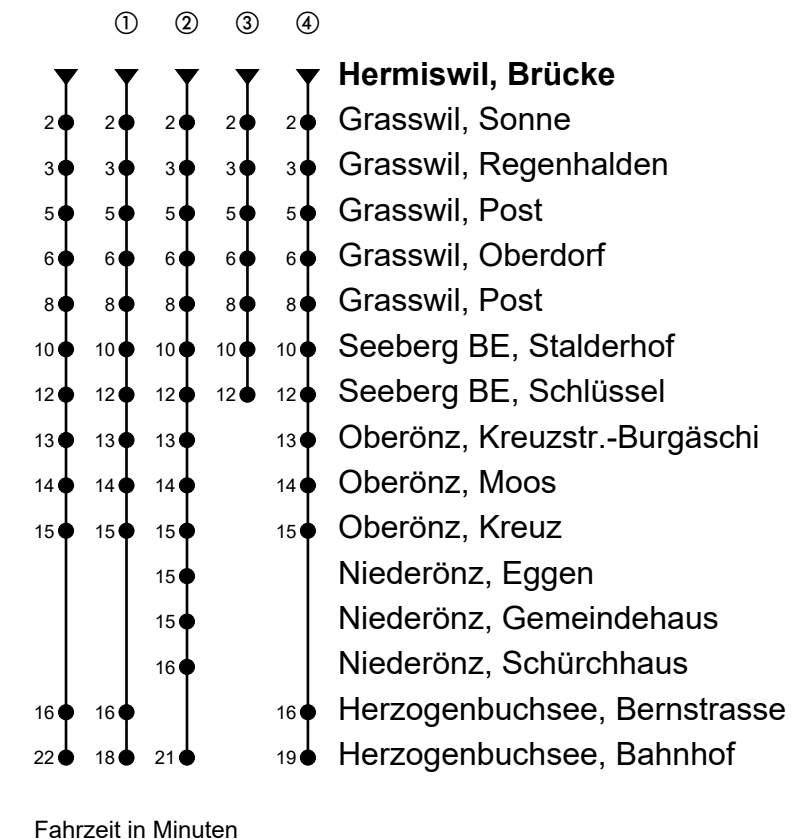 ① ② ③ ④
Hermiswil, Brücke
2 2 2 2 2 Grasswil, Sonne
3 3 3 3 3 Grasswil, Regenhalden
5 5 5 5 5 Grasswil, Post
6 6 6 6 6 Grasswil, Oberdorf
8 8 8 8 8 Grasswil, Post
10 10 10 10 10 Seeberg BE, Stalderhof
12 12 12 12 12 Seeberg BE, Schlüssel
13 13 13 13 Oberönz, Kreuzstr.-Burgäschi
14 14 14 14 Oberönz, Moos
15 15 15 15 Oberönz, Kreuz
15 Niederönz, Eggen
15 Niederönz, Gemeindehaus
16 Niederönz, Schürchhaus
16 16 16 Herzogenbuchsee, Bernstrasse
22 18 21 19 Herzogenbuchsee, Bahnhof
Fahrzeit in Minuten